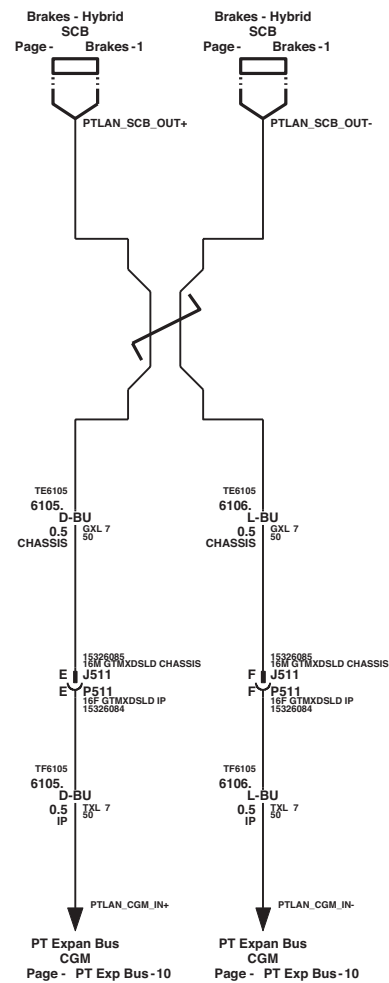 Brakes - Hybrid
SCB
Page - Brakes -1
PTLAN_SCB_OUT+
Brakes - Hybrid
SCB
Page - Brakes -1
PTLAN_SCB_OUT-
TE6105
6105.
D-BU
0.5 GXL 7
CHASSIS 50
TE6105
6106.
L-BU
0.5 GXL 7
CHASSIS 50
15326085
16M GTMXDSLD CHASSIS
E J511
E P511
16F GTMXDSLD IP
15326084
15326085
16M GTMXDSLD CHASSIS
F J511
F P511
16F GTMXDSLD IP
15326084
TF6105
6105.
D-BU
0.5 TXL 7
IP 50
TF6105
6106.
L-BU
0.5 TXL 7
IP 50
PTLAN_CGM_IN+
PT Expan Bus
CGM
Page - PT Exp Bus -10
PTLAN_CGM_IN-
PT Expan Bus
CGM
Page - PT Exp Bus -10